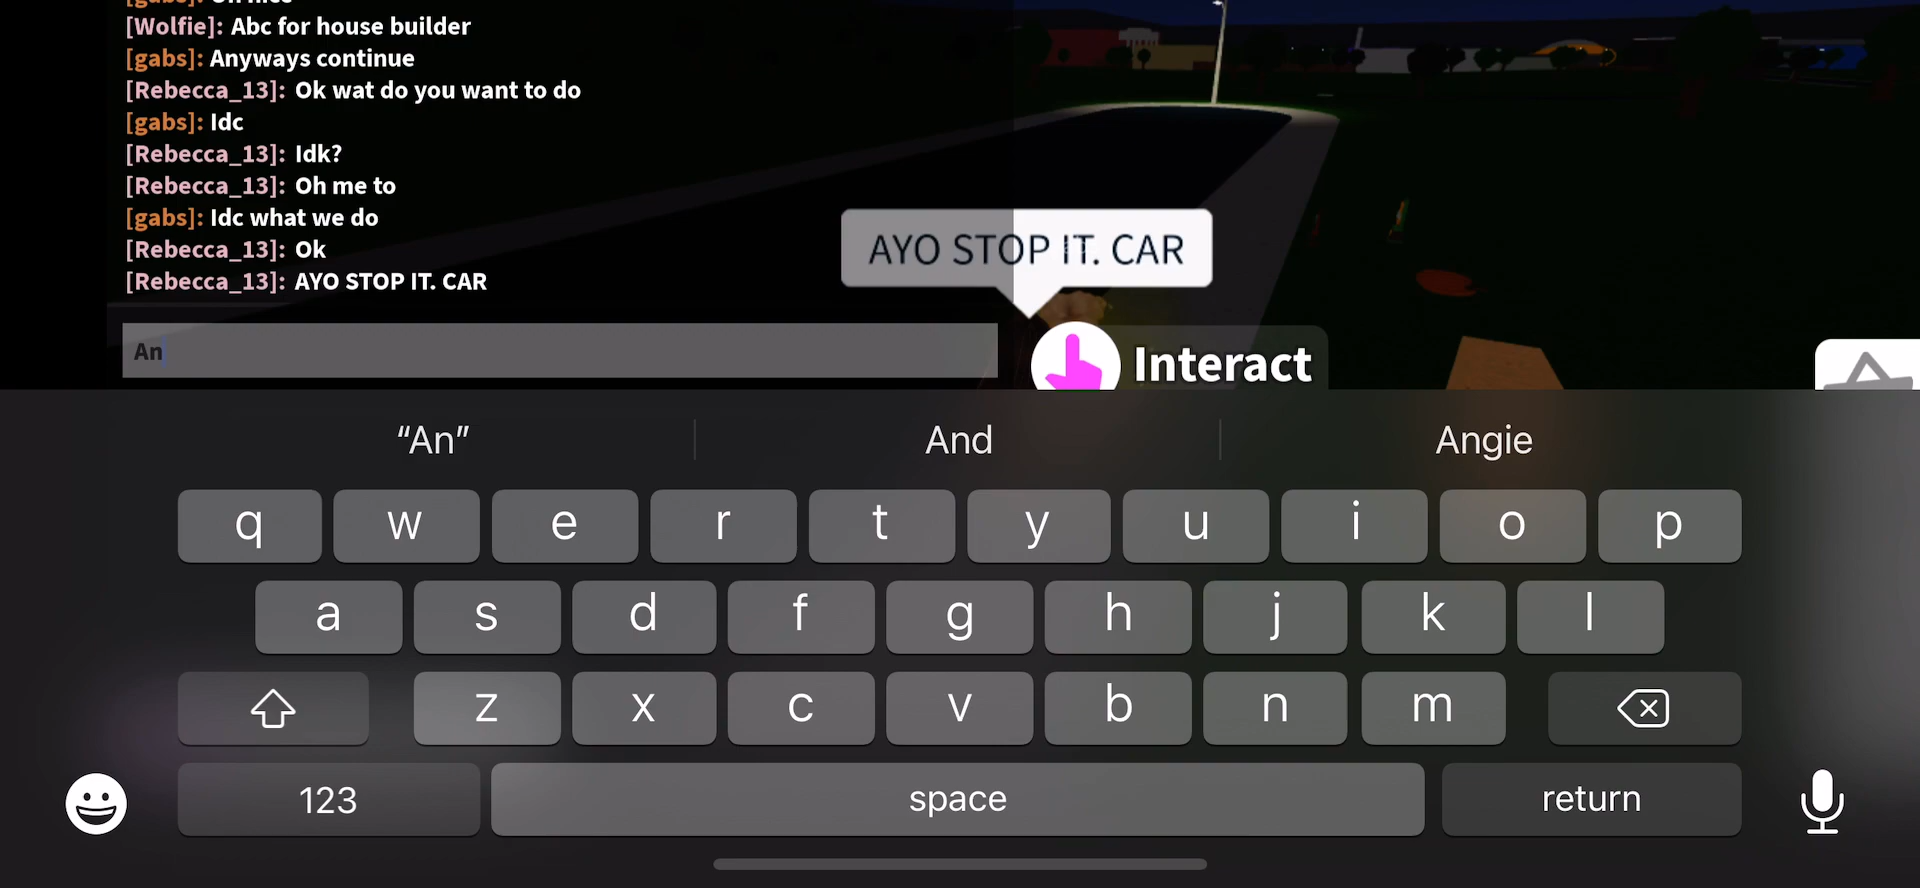 [Wolfie]: Abc for house builder
[gabs]: Anyways continue
[Rebecca_13]: Ok wat do you want to do
[gabs]: Idc
[Rebecca_13]: Idk?
[Rebecca_13]: Oh me to
[gabs]: Idc what we do
[Rebecca_13]: Ok
[Rebecca_13]: AYO STOP IT. CAR
AYO STOP IT. CAR
An
Interact
“An” And Angie
q w e r t y u i o p
a s d f g h j k l
z x c v b n m
123 space return